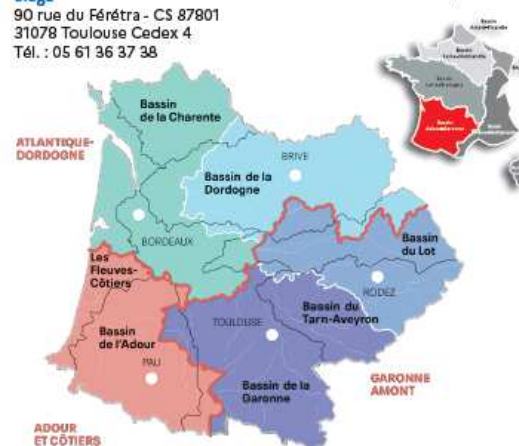 90 rue du Férétra - CS 87801
31078 Toulouse Cedex 4
Tél. : 05 61 36 37 38
Bassin
de la Charente
ATLANTIQUE-
DORDOGNE
BRIVE
Bassin de la
Dordogne
BORDEAUX
Les
Fleuves-
Côtiers
Bassin
du Lot
RODEZ
Bassin du
Tarn-Aveyron
TOULOUSE
Bassin
de l'Adour
PAU
Bassin de la
Garonne
GARONNE
AMONT
ADOUR
ET CÔTIERS